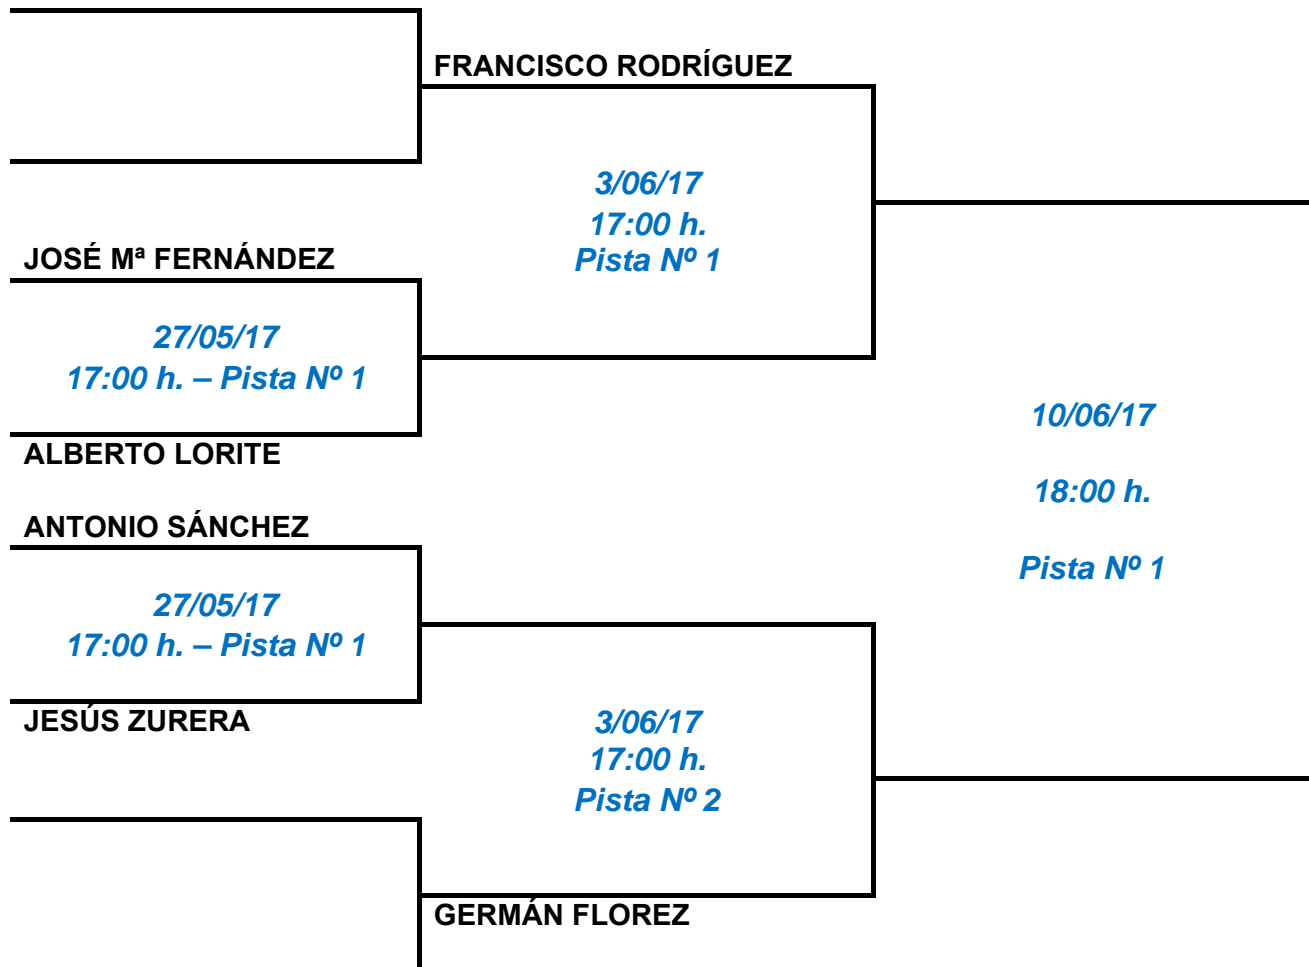 FRANCISCO RODRÍGUEZ
3/06/17
17:00 h.
Pista Nº 1
JOSÉ Mª FERNÁNDEZ
27/05/17
17:00 h. – Pista Nº 1
ALBERTO LORITE
10/06/17
18:00 h.
Pista Nº 1
ANTONIO SÁNCHEZ
27/05/17
17:00 h. – Pista Nº 1
JESÚS ZURERA
3/06/17
17:00 h.
Pista Nº 2
GERMÁN FLOREZ